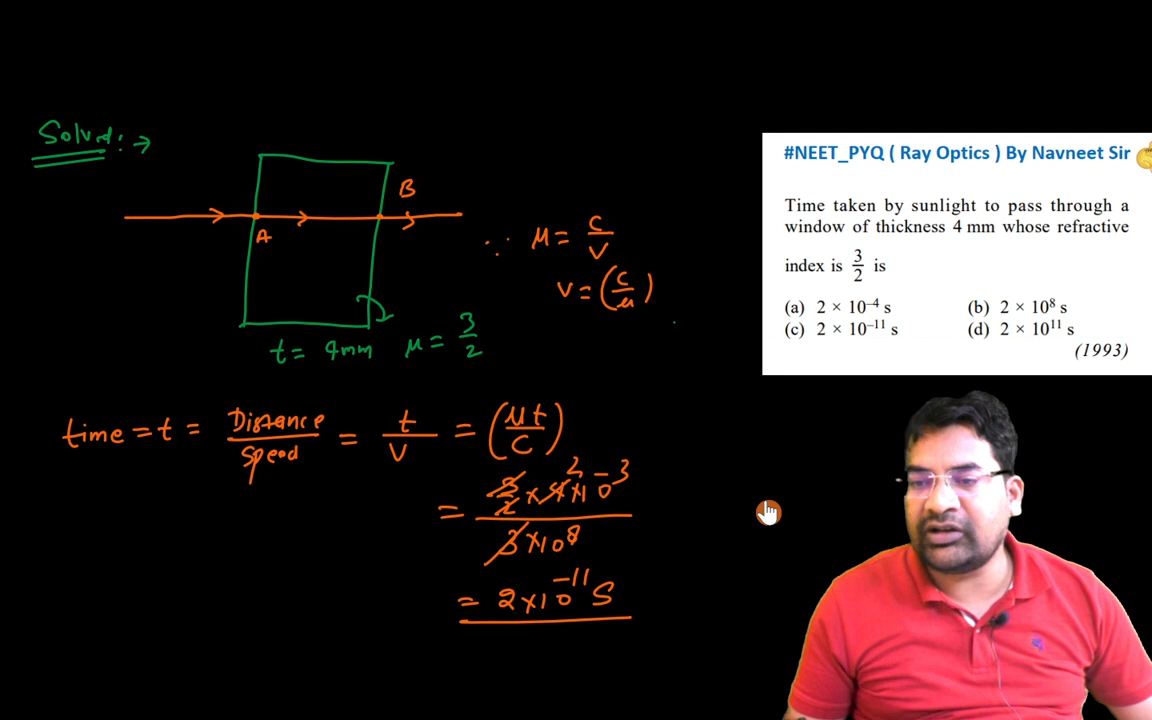 Solved:→
B
A
∵ μ = c/v
v = (c/μ)
t = 4mm μ = 3/2
time = t = Distance/Speed = t/v = (μt/c)
= 3/2 × 4 2 × 10⁻³ / 3 × 10⁸
= 2×10⁻¹¹ S
#NEET_PYQ ( Ray Optics ) By Navneet Sir
Time taken by sunlight to pass through a
window of thickness 4 mm whose refractive
index is 3/2 is
(a) 2 × 10⁻⁴ s (b) 2 × 10⁸ s
(c) 2 × 10⁻¹¹ s (d) 2 × 10¹¹ s
(1993)